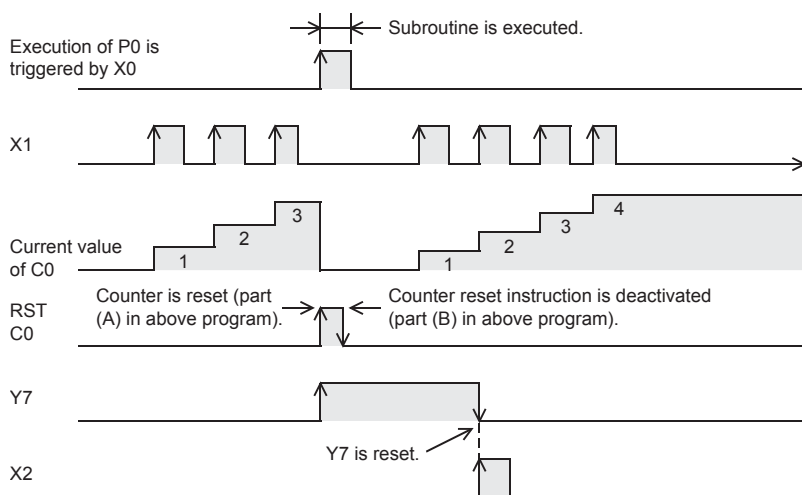 Subroutine is executed.
Execution of P0 is
triggered by X0
X1
3
4
2
3
Current value
of C0
1
1
2
RST
C0
Counter is reset (part
(A) in above program).
Counter reset instruction is deactivated
(part (B) in above program).
Y7
Y7 is reset.
X2